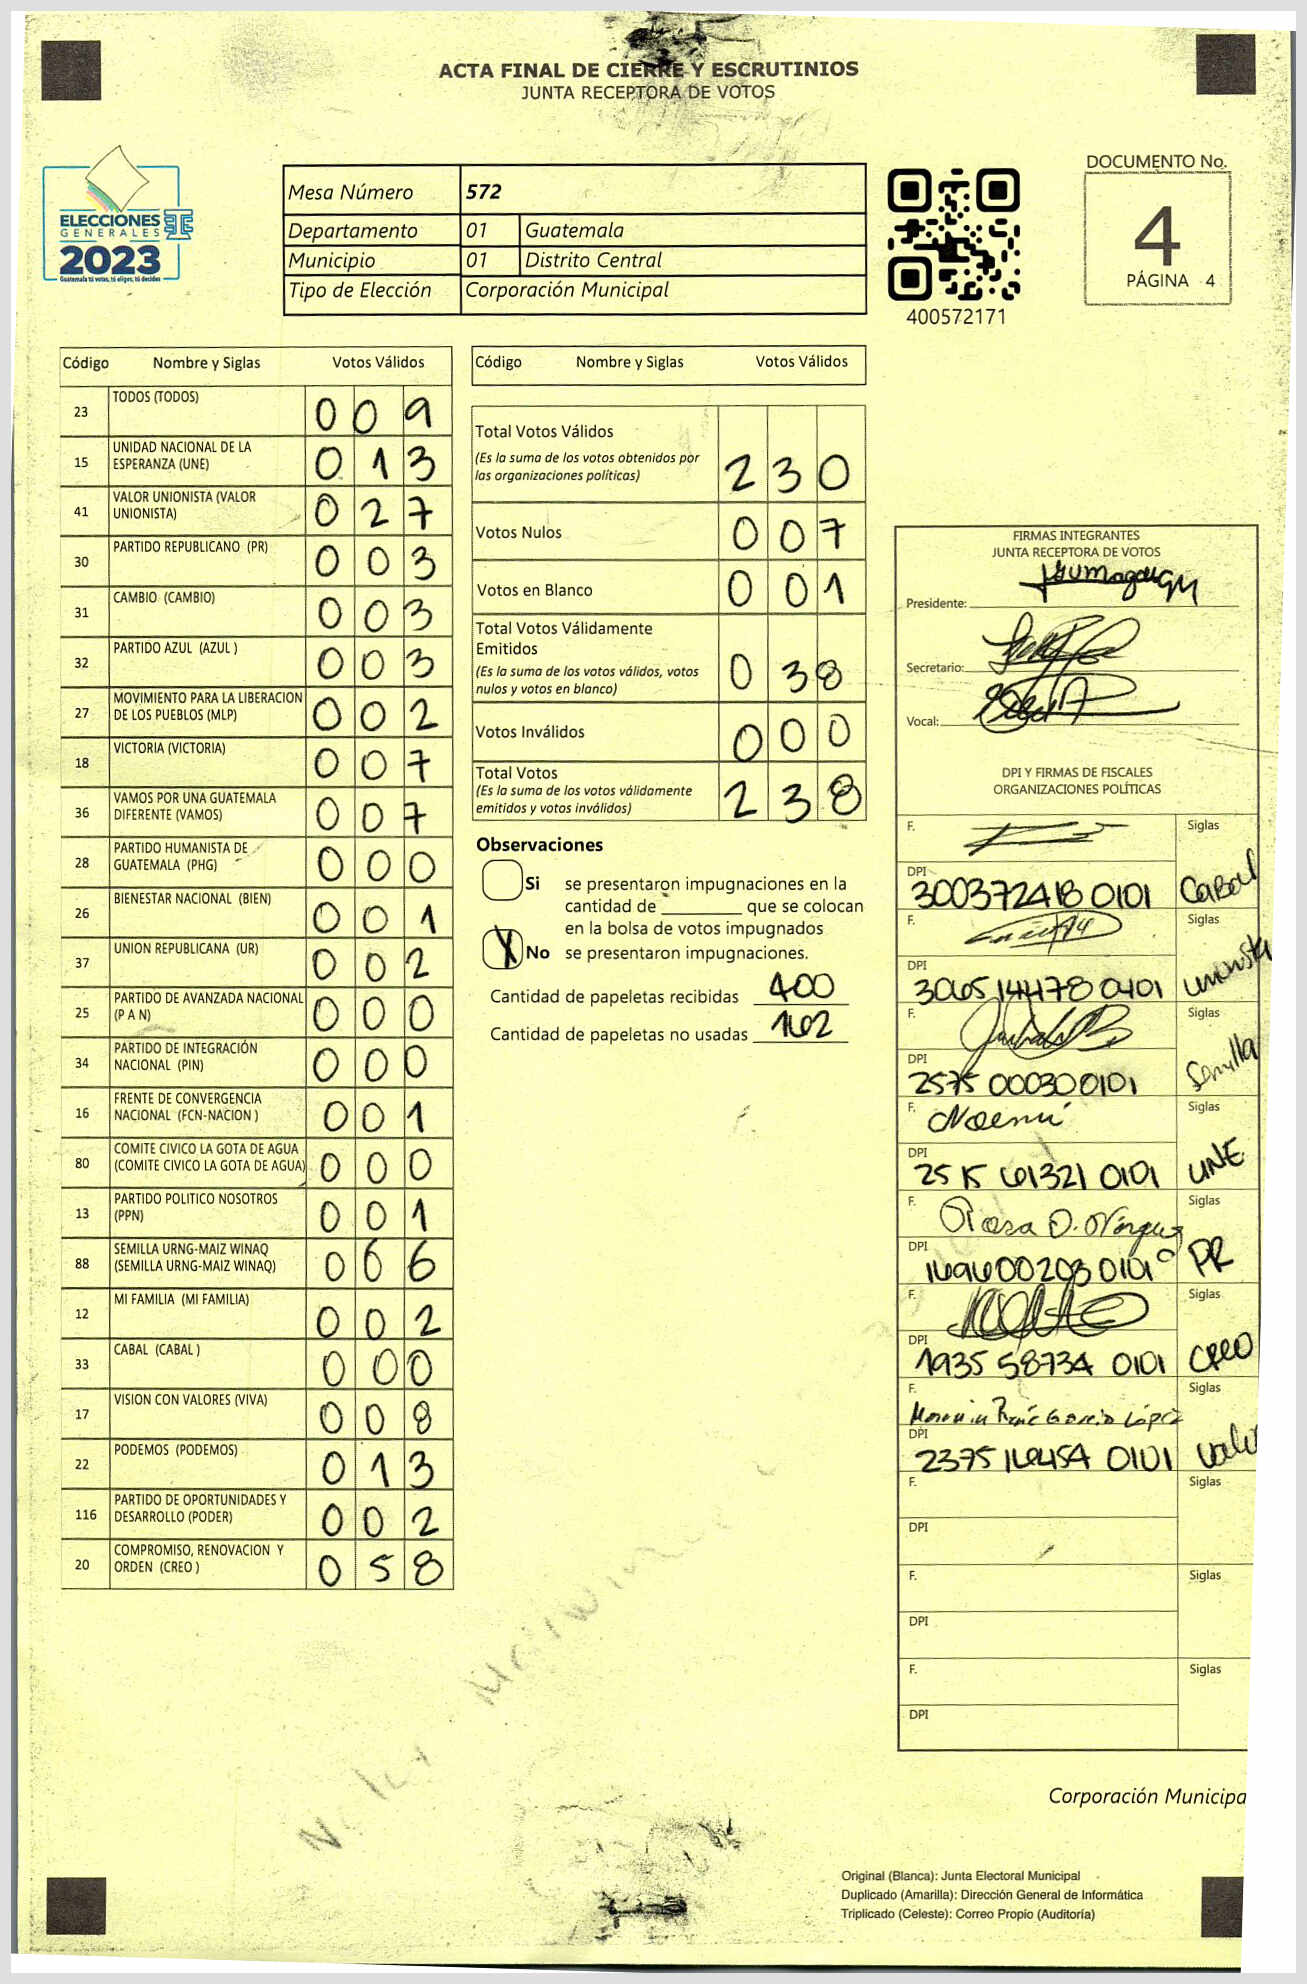 ACTA FINAL DE CIERRE Y ESCRUTINIOS
JUNTA RECEPTORA DE VOTOS
ELECCIONES
GENERALES
2023
Guatemala tú votas, tú eliges, tú decides
Mesa Número 572
Departamento 01 Guatemala
Municipio 01 Distrito Central
Tipo de Elección Corporación Municipal
400572171
DOCUMENTO No.
4
PÁGINA 4
Código Nombre y Siglas Votos Válidos
23 TODOS (TODOS) 0 0 9
15 UNIDAD NACIONAL DE LA ESPERANZA (UNE) 0 1 3
41 VALOR UNIONISTA (VALOR UNIONISTA) 0 2 7
30 PARTIDO REPUBLICANO (PR) 0 0 3
31 CAMBIO (CAMBIO) 0 0 3
32 PARTIDO AZUL (AZUL ) 0 0 3
27 MOVIMIENTO PARA LA LIBERACION DE LOS PUEBLOS (MLP) 0 0 2
18 VICTORIA (VICTORIA) 0 0 7
36 VAMOS POR UNA GUATEMALA DIFERENTE (VAMOS) 0 0 7
28 PARTIDO HUMANISTA DE GUATEMALA (PHG) 0 0 0
26 BIENESTAR NACIONAL (BIEN) 0 0 1
37 UNION REPUBLICANA (UR) 0 0 2
25 PARTIDO DE AVANZADA NACIONAL (P A N) 0 0 0
34 PARTIDO DE INTEGRACIÓN NACIONAL (PIN) 0 0 0
16 FRENTE DE CONVERGENCIA NACIONAL (FCN-NACION ) 0 0 1
80 COMITE CIVICO LA GOTA DE AGUA (COMITE CIVICO LA GOTA DE AGUA) 0 0 0
13 PARTIDO POLITICO NOSOTROS (PPN) 0 0 1
88 SEMILLA URNG-MAIZ WINAQ (SEMILLA URNG-MAIZ WINAQ) 0 6 6
12 MI FAMILIA (MI FAMILIA) 0 0 2
33 CABAL (CABAL ) 0 0 0
17 VISION CON VALORES (VIVA) 0 0 8
22 PODEMOS (PODEMOS) 0 1 3
116 PARTIDO DE OPORTUNIDADES Y DESARROLLO (PODER) 0 0 2
20 COMPROMISO, RENOVACION Y ORDEN (CREO ) 0 5 8
Código Nombre y Siglas Votos Válidos
Total Votos Válidos
(Es la suma de los votos obtenidos por
las organizaciones políticas) 2 3 0
Votos Nulos 0 0 7
Votos en Blanco 0 0 1
Total Votos Válidamente
Emitidos
(Es la suma de los votos válidos, votos
nulos y votos en blanco) 0 3 8
Votos Inválidos 0 0 0
Total Votos
(Es la suma de los votos válidamente
emitidos y votos inválidos) 2 3 8
Observaciones
Si se presentaron impugnaciones en la
cantidad de ________ que se colocan
en la bolsa de votos impugnados
X No se presentaron impugnaciones.
Cantidad de papeletas recibidas 400
Cantidad de papeletas no usadas 162
FIRMAS INTEGRANTES
JUNTA RECEPTORA DE VOTOS
Presidente:
Secretario:
Vocal:
DPI Y FIRMAS DE FISCALES
ORGANIZACIONES POLÍTICAS
F. Siglas
DPI 300372418 0101 CABAL
F. Siglas
DPI 3065144780401 unionista
F. Siglas
DPI 2575 000300101 Semilla
F. Noemí Siglas
DPI 2515 61321 0101 UNE
F. Rosa O. Siglas
DPI 1696002030101 PR
F. Siglas
DPI 1935 58734 0101 CREO
F. García López Siglas
DPI 2375 16454 0101 Valor
F. Siglas
DPI
F. Siglas
DPI
F. Siglas
DPI
Corporación Municipa
Original (Blanca): Junta Electoral Municipal
Duplicado (Amarilla): Dirección General de Informática
Triplicado (Celeste): Correo Propio (Auditoría)